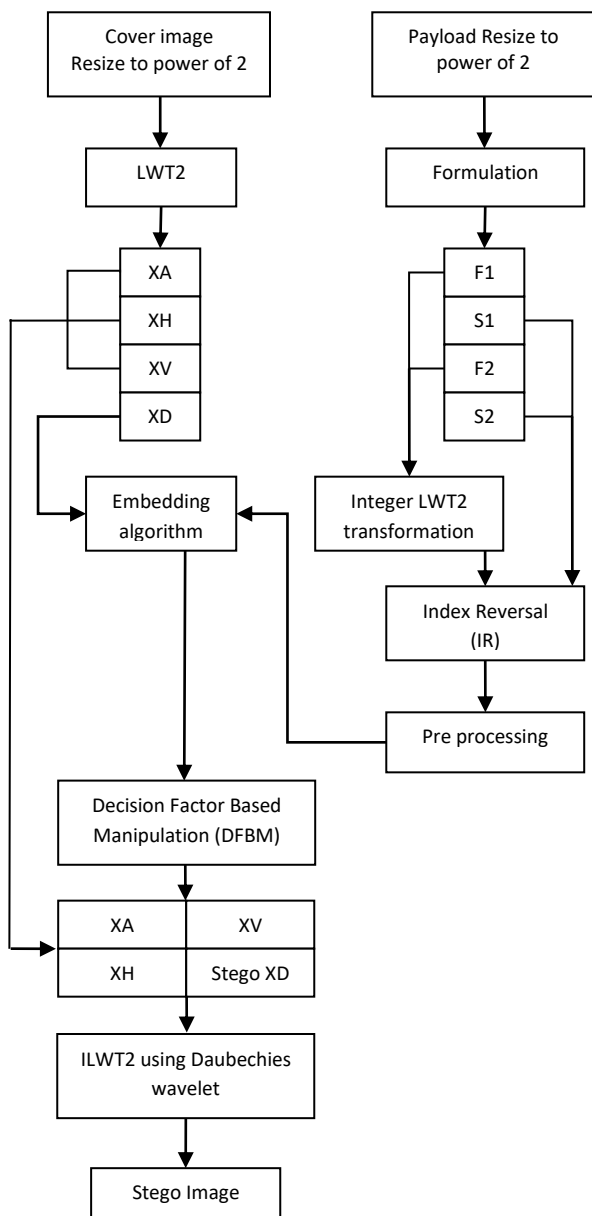 Cover image
Resize to power of 2
Payload Resize to
power of 2
LWT2
Formulation
XA
XH
XV
XD
F1
S1
F2
S2
Embedding
algorithm
Integer LWT2
transformation
Index Reversal
(IR)
Pre processing
Decision Factor Based
Manipulation (DFBM)
XA
XV
XH
Stego XD
ILWT2 using Daubechies
wavelet
Stego Image